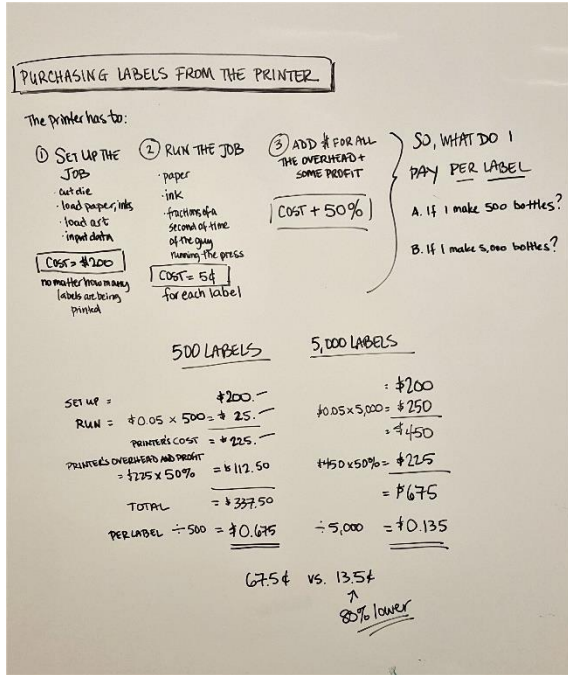 PURCHASING LABELS FROM THE PRINTER
The printer has to:
① SET UP THE
JOB
· cut die
· load paper, inks
· load art
· input data
COST = $200
no matter how many
labels are being
printed
② RUN THE JOB
· paper
· ink
· fractions of a
second of time
of the guy
running the press
COST = 5¢
for each label
③ ADD $ FOR ALL
THE OVERHEAD +
SOME PROFIT
COST + 50%
SO, WHAT DO I
PAY PER LABEL
A. If I make 500 bottles?
B. If I make 5,000 bottles?
500 LABELS
SET UP = $200.—
RUN = $0.05 x 500 = $ 25.—
PRINTER'S COST = $225.—
PRINTER'S OVERHEAD AND PROFIT
= $225 x 50% = $112.50
TOTAL = $337.50
PER LABEL ÷ 500 = $0.675
5,000 LABELS
= $200
$0.05 x 5,000 = $250
= $450
$450 x 50% = $225
= $675
÷ 5,000 = $0.135
67.5¢ vs. 13.5¢
↑
80% lower